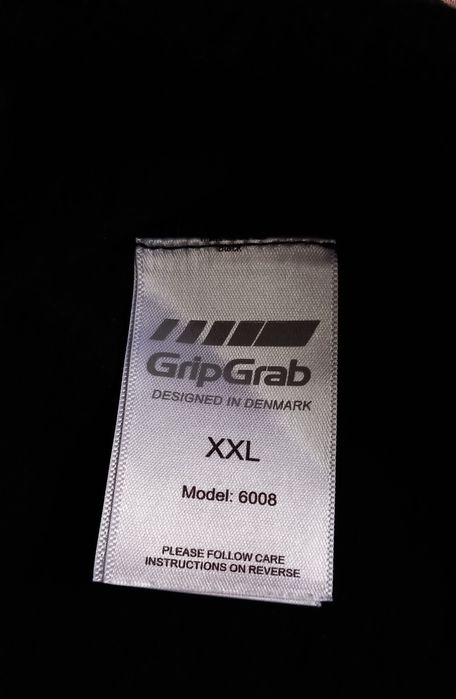 GripGrab
DESIGNED IN DENMARK
XXL
Model: 6008
PLEASE FOLLOW CARE
INSTRUCTIONS ON REVERSE